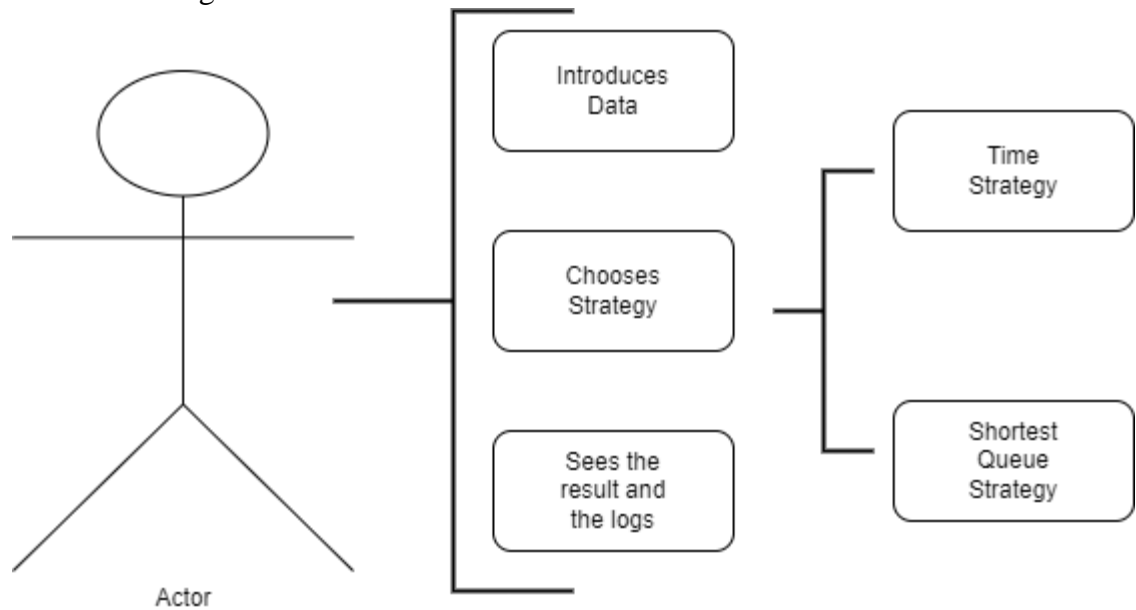 Introduces
Data
Time
Strategy
Chooses
Strategy
Shortest
Queue
Strategy
Sees the
result and
the logs
Actor